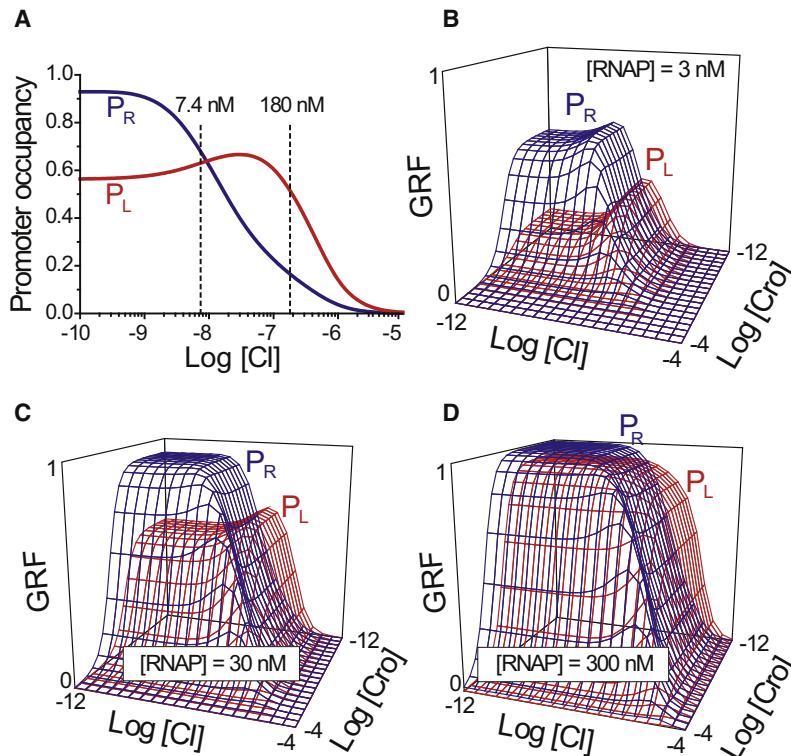 A
Promoter occupancy
1.0
0.8
0.6
0.4
0.2
0.0
P_R
P_L
7.4 nM
180 nM
-10
-9
-8
-7
-6
-5
Log [CI]
B
[RNAP] = 3 nM
1
GRF
0
P_R
P_L
-12
Log [CI]
-4
-4
Log [Cro]
-12
C
1
GRF
0
P_R
P_L
[RNAP] = 30 nM
-12
Log [CI]
-4
-4
Log [Cro]
-12
D
1
GRF
0
P_R
P_L
[RNAP] = 300 nM
-12
Log [CI]
-4
-4
Log [Cro]
-12